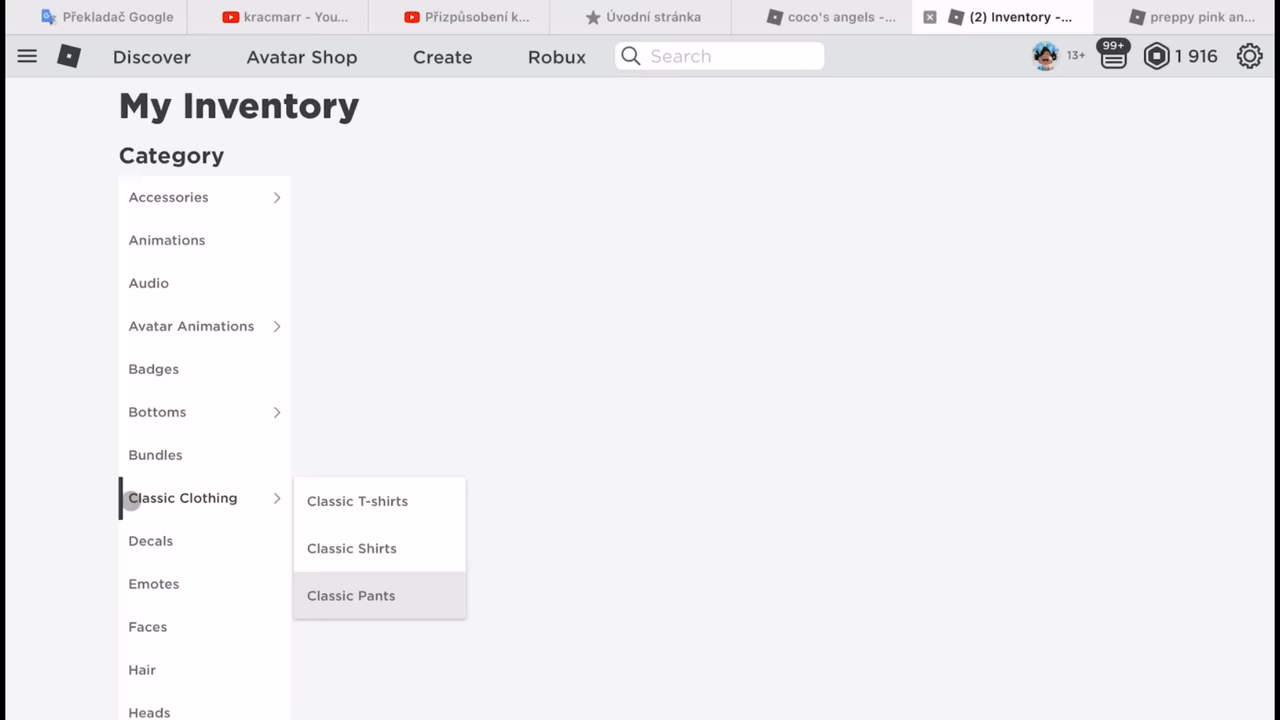 Překladač Google
kracmarr - You...
Přizpůsobení k...
Úvodní stránka
coco's angels -...
(2) Inventory -...
preppy pink an...
Discover
Avatar Shop
Create
Robux
Search
13+
99+
1 916
My Inventory
Category
Accessories
Animations
Audio
Avatar Animations
Badges
Bottoms
Bundles
Classic Clothing
Classic T-shirts
Classic Shirts
Classic Pants
Decals
Emotes
Faces
Hair
Heads